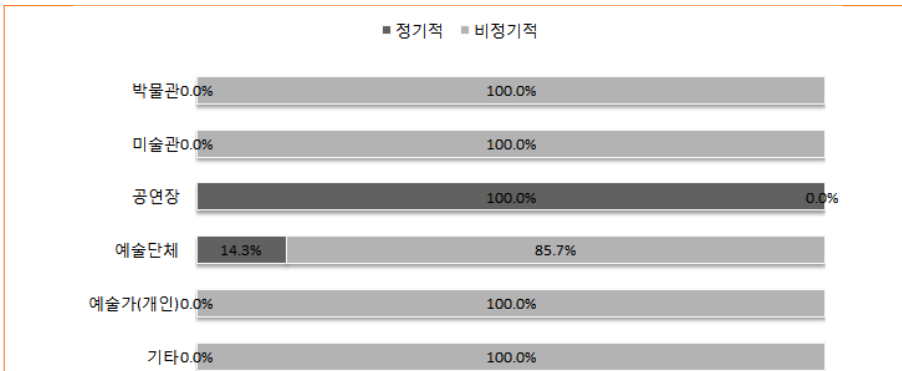 ■ 정기적 ■ 비정기적
박물관 0.0% 100.0%
미술관 0.0% 100.0%
공연장 100.0% 0.0%
예술단체 14.3% 85.7%
예술가(개인) 0.0% 100.0%
기타 0.0% 100.0%